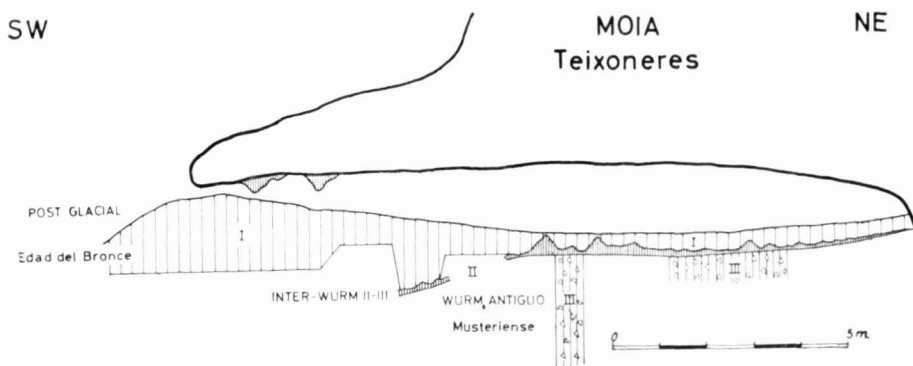 SW
MOIA
Teixoneres
NE
POST GLACIAL
Edad del Bronce
I
I
II
III
III
INTER-WURM II-III
WURM ANTIGUO
Musteriense
0
5 m